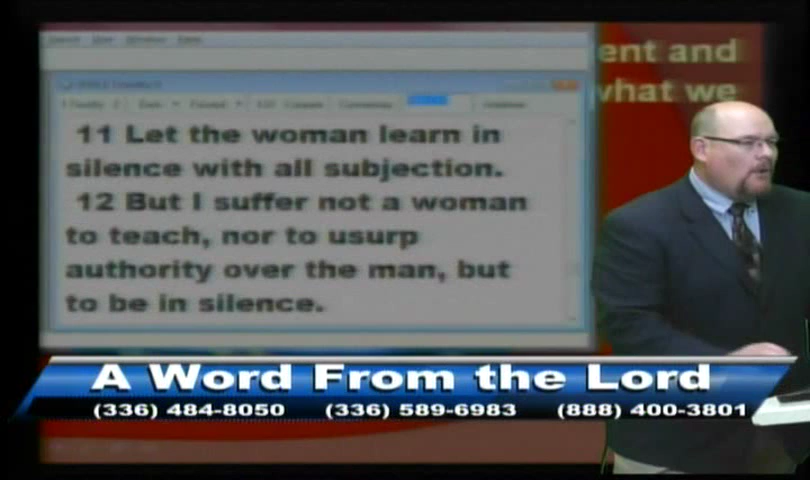 ent and
what we
11 Let the woman learn in
silence with all subjection.
12 But I suffer not a woman
to teach, nor to usurp
authority over the man, but
to be in silence.
A Word From the Lord
(336) 484-8050 (336) 589-6983 (888) 400-3801